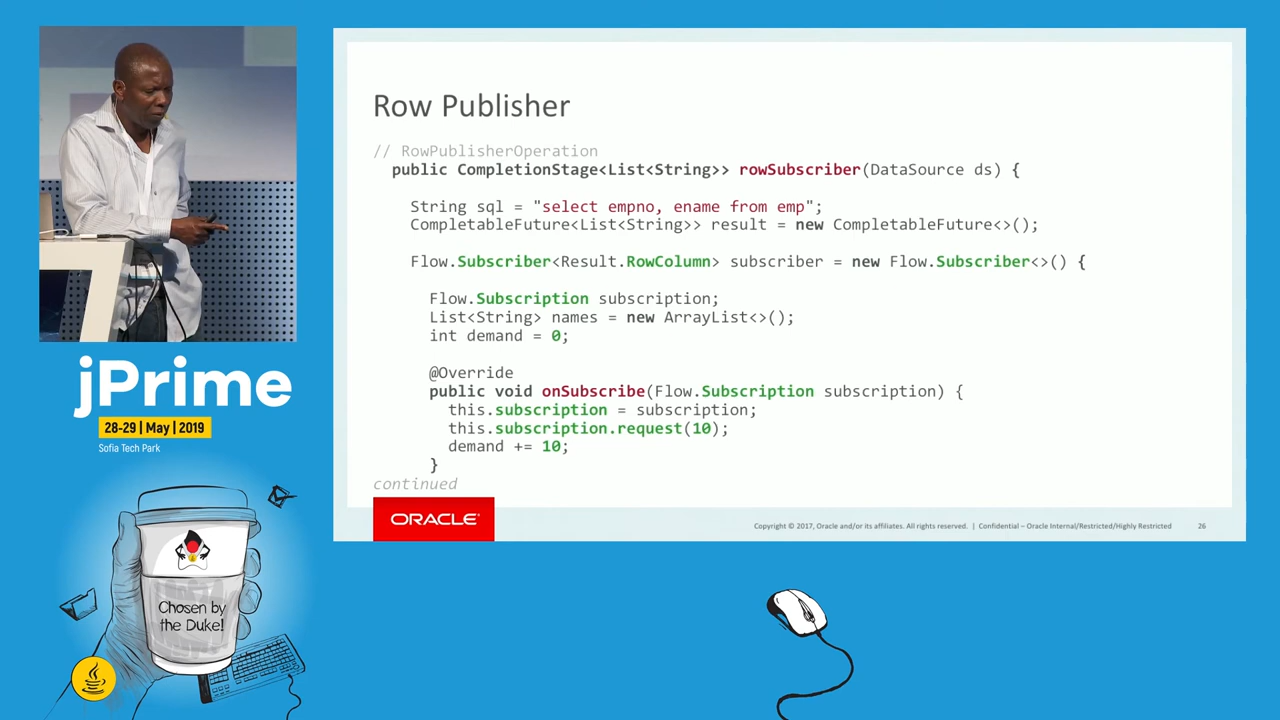 Row Publisher
// RowPublisherOperation
public CompletionStage<List<String>> rowSubscriber(DataSource ds) {
String sql = "select empno, ename from emp";
CompletableFuture<List<String>> result = new CompletableFuture<>();
Flow.Subscriber<Result.RowColumn> subscriber = new Flow.Subscriber<>() {
Flow.Subscription subscription;
List<String> names = new ArrayList<>();
int demand = 0;
@Override
public void onSubscribe(Flow.Subscription subscription) {
this.subscription = subscription;
this.subscription.request(10);
demand += 10;
}
continued
ORACLE
Copyright © 2017, Oracle and/or its affiliates. All rights reserved. | Confidential – Oracle Internal/Restricted/Highly Restricted 26
jPrime
28-29 | May | 2019
Sofia Tech Park
Chosen by
the Duke!